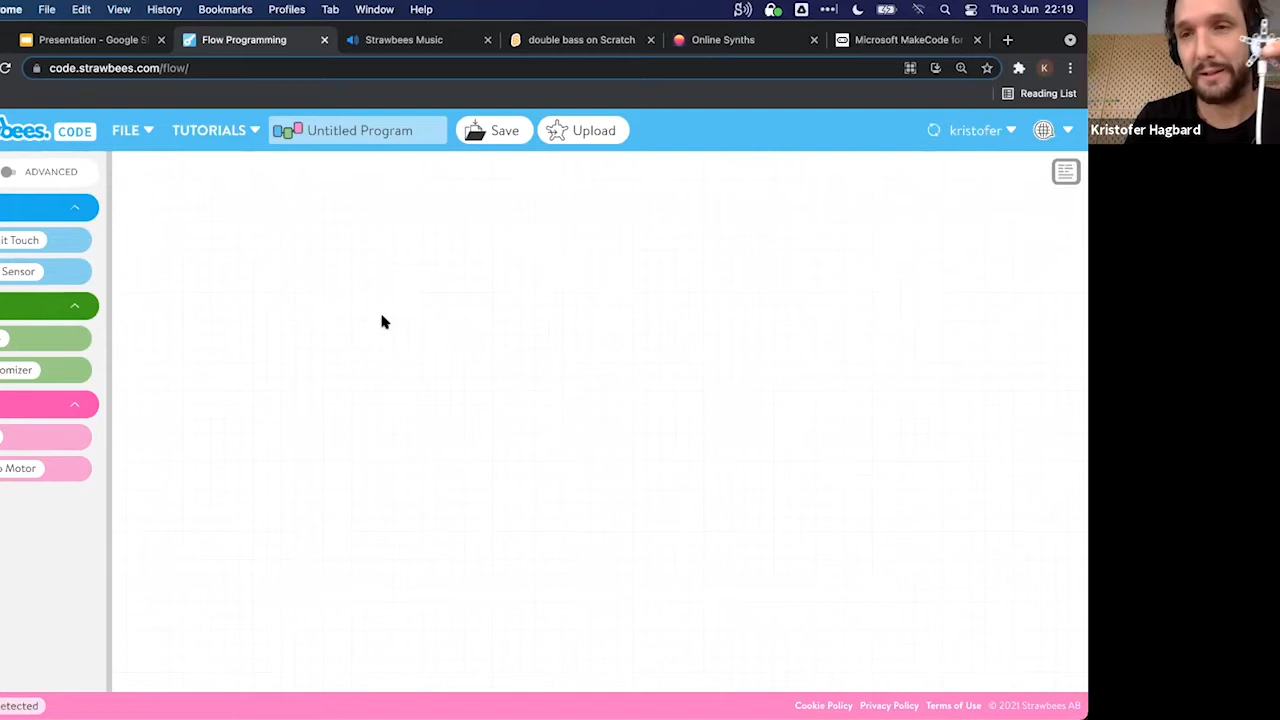 ome File Edit View History Bookmarks Profiles Tab Window Help Thu 3 Jun 22:19
Presentation - Google S Flow Programming Strawbees Music double bass on Scratch Online Synths Microsoft MakeCode for
code.strawbees.com/flow/ K
Reading List
Kristofer Hagbard
bees. CODE FILE TUTORIALS Untitled Program Save Upload kristofer
ADVANCED
it Touch
Sensor
omizer
o Motor
etected
Cookie Policy Privacy Policy Terms of Use © 2021 Strawbees AB